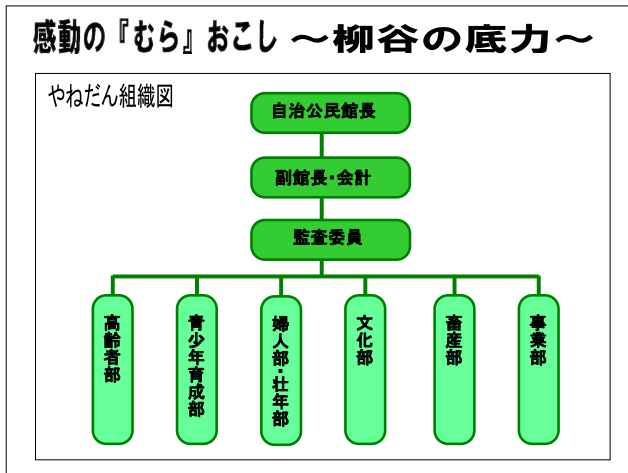 感動の『むら』おこし ～柳谷の底力～
やねだん組織図
自治公民館長
副館長・会計
監査委員
高齢者部
青少年育成部
婦人部・壮年部
文化部
畜産部
事業部